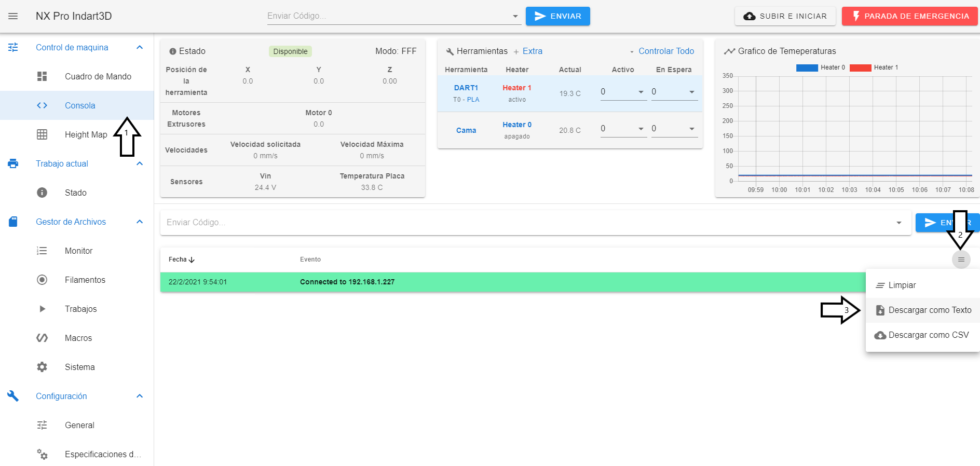 NX Pro Indart3D
Enviar Código...
ENVIAR
SUBIR E INICIAR
PARADA DE EMERGENCIA
Control de maquina
Cuadro de Mando
Consola
Height Map
Trabajo actual
Stado
Gestor de Archivos
Monitor
Filamentos
Trabajos
Macros
Sistema
Configuración
General
Especificaciones d...
1
Estado
Disponible
Modo: FFF
Posición de
la
herramienta
X
0.0
Y
0.0
Z
0.00
Motores
Extrusores
Motor 0
0.0
Velocidades
Velocidad solicitada
0 mm/s
Velocidad Máxima
0 mm/s
Sensores
Vin
24.4 V
Temperatura Placa
33.8 C
Herramientas + Extra
Controlar Todo
Herramienta Heater Actual Activo En Espera
DART1
T0 - PLA
Heater 1
activo
19.3 C
0
0
Cama
Heater 0
apagado
20.8 C
0
0
Grafico de Temeperaturas
Heater 0 Heater 1
350
300
250
200
150
100
50
0
09:59 10:00 10:01 10:02 10:03 10:04 10:05 10:06 10:07 10:08
Enviar Código...
2
Fecha
Evento
22/2/2021 9:54:01
Connected to 192.168.1.227
Limpiar
3
Descargar como Texto
Descargar como CSV